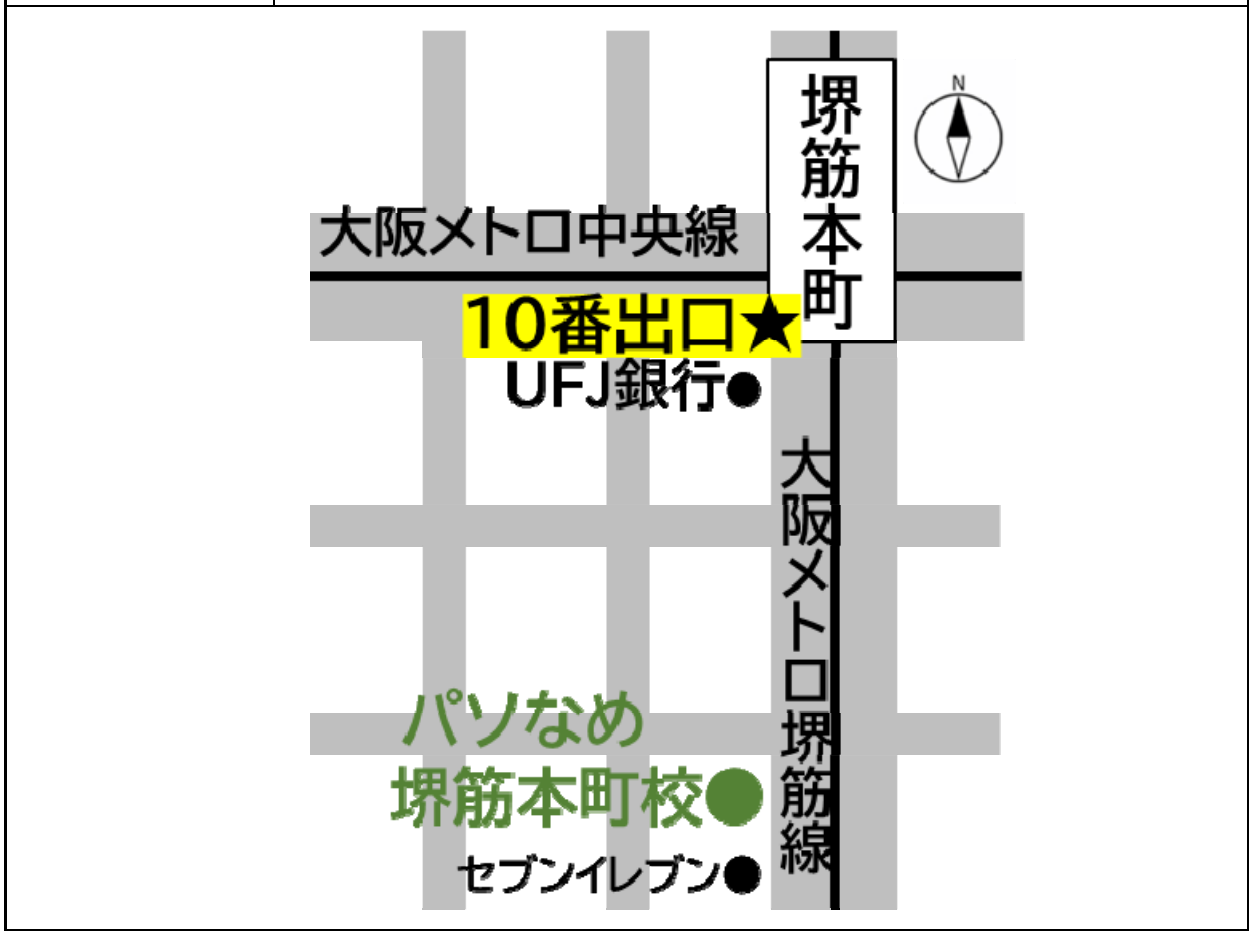 N
堺筋本町
大阪メトロ中央線
10番出口★
UFJ銀行●
大阪メトロ堺筋線
パソなめ
堺筋本町校●
セブンイレブン●